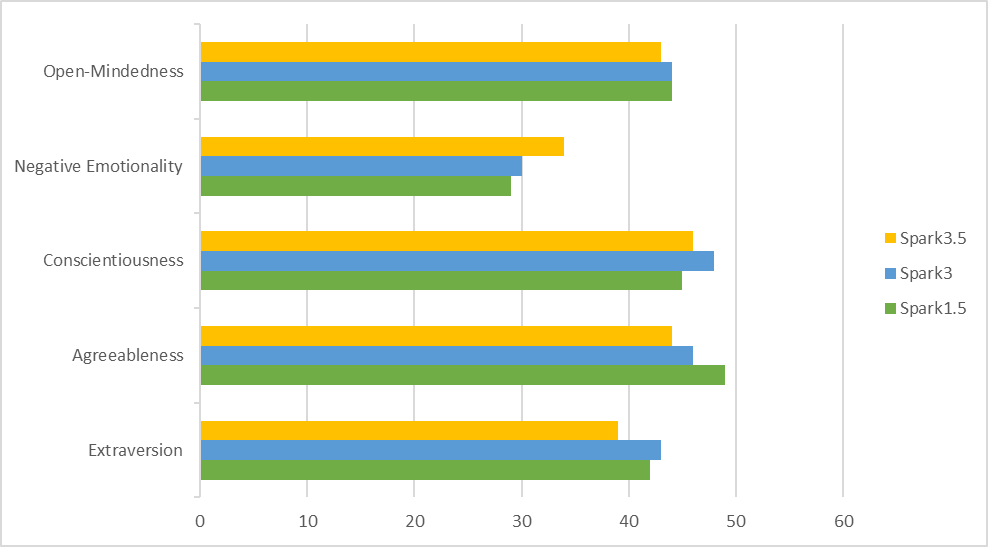 Open-Mindedness
Negative Emotionality
Conscientiousness
Agreeableness
Extraversion
0 10 20 30 40 50 60
Spark3.5
Spark3
Spark1.5